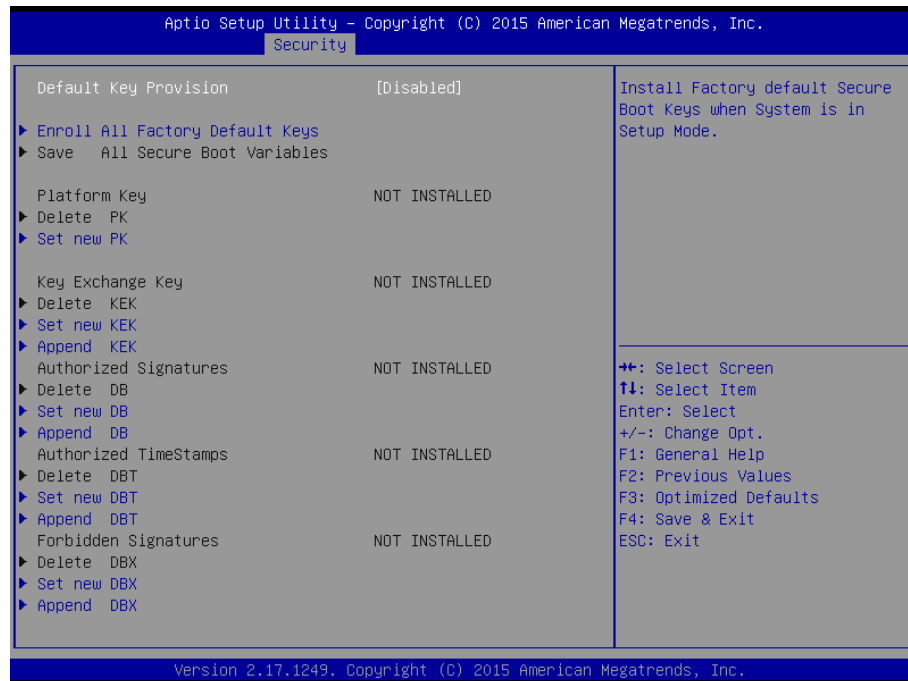 Aptio Setup Utility – Copyright (C) 2015 American Megatrends, Inc.
Security
Default Key Provision [Disabled]
Enroll All Factory Default Keys
Save All Secure Boot Variables
Platform Key NOT INSTALLED
Delete PK
Set new PK
Key Exchange Key NOT INSTALLED
Delete KEK
Set new KEK
Append KEK
Authorized Signatures NOT INSTALLED
Delete DB
Set new DB
Append DB
Authorized TimeStamps NOT INSTALLED
Delete DBT
Set new DBT
Append DBT
Forbidden Signatures NOT INSTALLED
Delete DBX
Set new DBX
Append DBX
Install Factory default Secure
Boot Keys when System is in
Setup Mode.
→←: Select Screen
↑↓: Select Item
Enter: Select
+/-: Change Opt.
F1: General Help
F2: Previous Values
F3: Optimized Defaults
F4: Save & Exit
ESC: Exit
Version 2.17.1249. Copyright (C) 2015 American Megatrends, Inc.